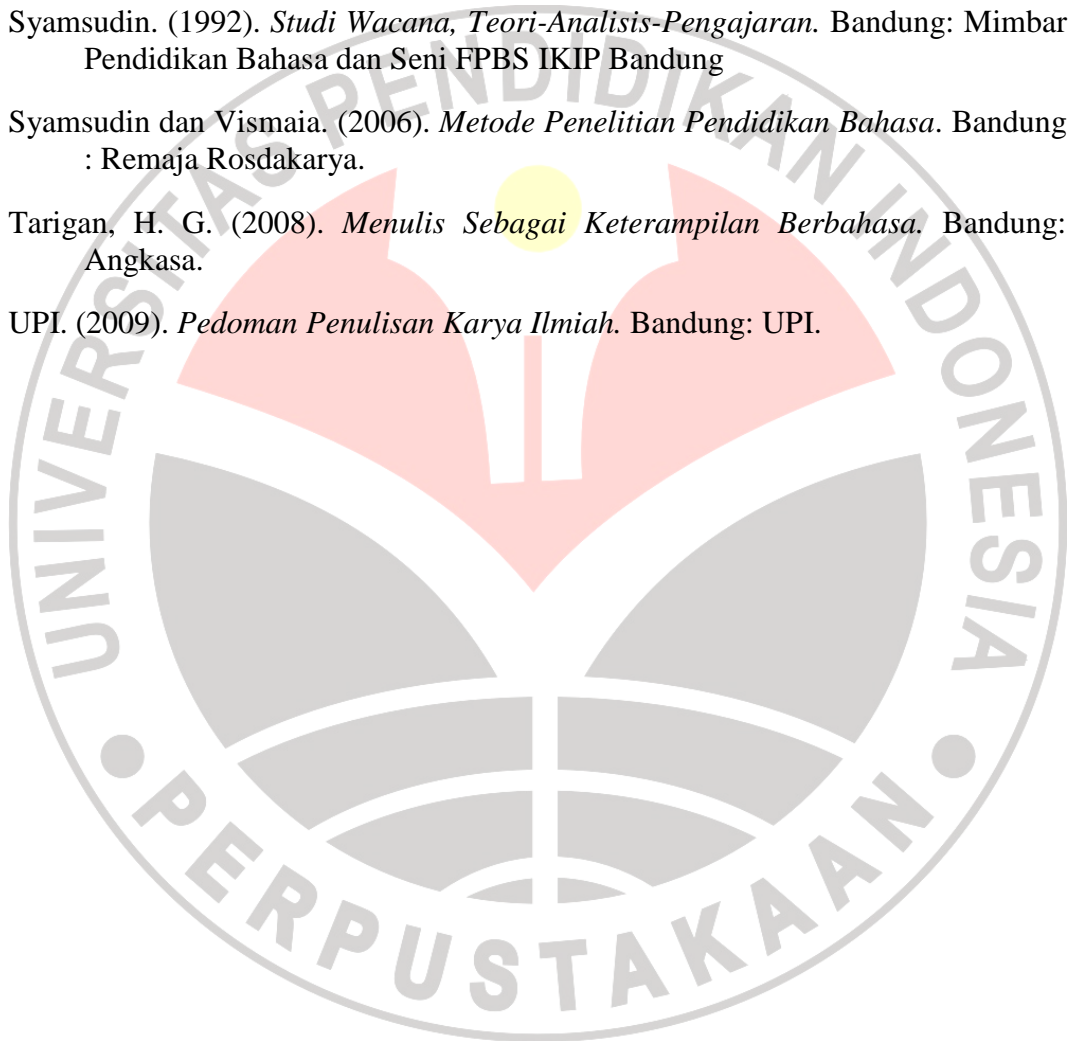 Syamsudin. (1992). Studi Wacana, Teori-Analisis-Pengajaran. Bandung: Mimbar
Pendidikan Bahasa dan Seni FPBS IKIP Bandung
Syamsudin dan Vismaia. (2006). Metode Penelitian Pendidikan Bahasa. Bandung
: Remaja Rosdakarya.
Tarigan, H. G. (2008). Menulis Sebagai Keterampilan Berbahasa. Bandung:
Angkasa.
UPI. (2009). Pedoman Penulisan Karya Ilmiah. Bandung: UPI.
UNIVERSITAS PENDIDIKAN INDONESIA
PERPUSTAKAAN